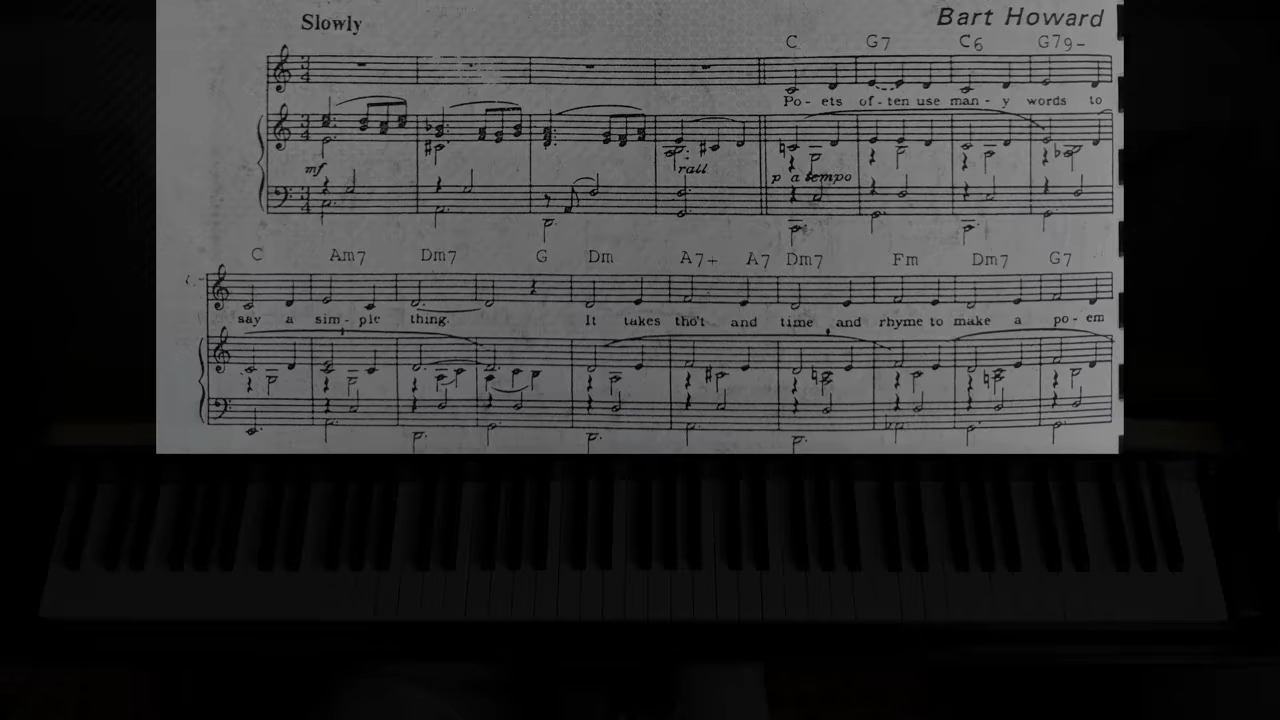 Slowly
Bart Howard
C G7 C6 G79-
Po - ets of - ten use man - y words to
mf
rall
p a tempo
C Am7 Dm7 G Dm A7+ A7 Dm7 Fm Dm7 G7
say a sim - ple thing. It takes tho't and time and rhyme to make a po - em